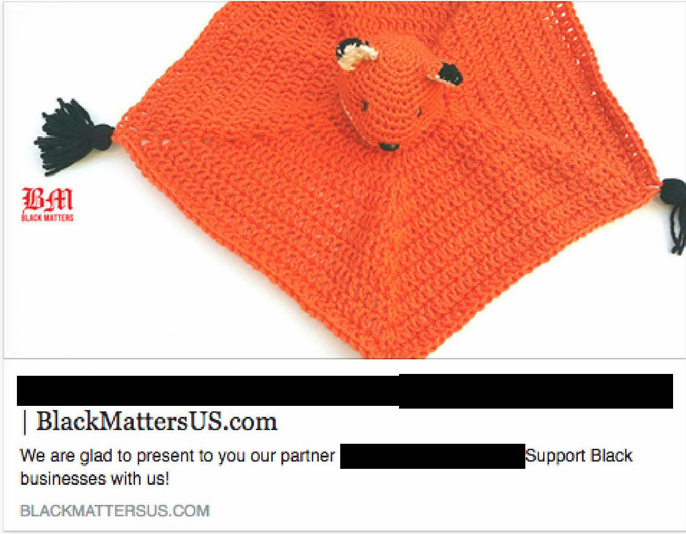 BM
BLACK MATTERS
| BlackMattersUS.com
We are glad to present to you our partner
Support Black
businesses with us!
BLACKMATTERSUS.COM